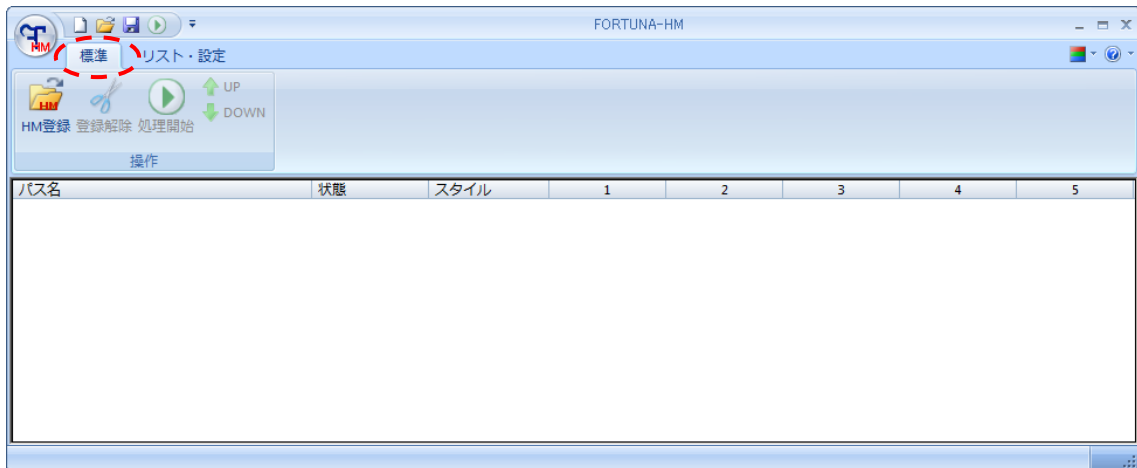 FORTUNA-HM
HM
標準 リスト・設定
HM
UP
DOWN
HM登録 登録解除 処理開始
操作
パス名 状態 スタイル 1 2 3 4 5